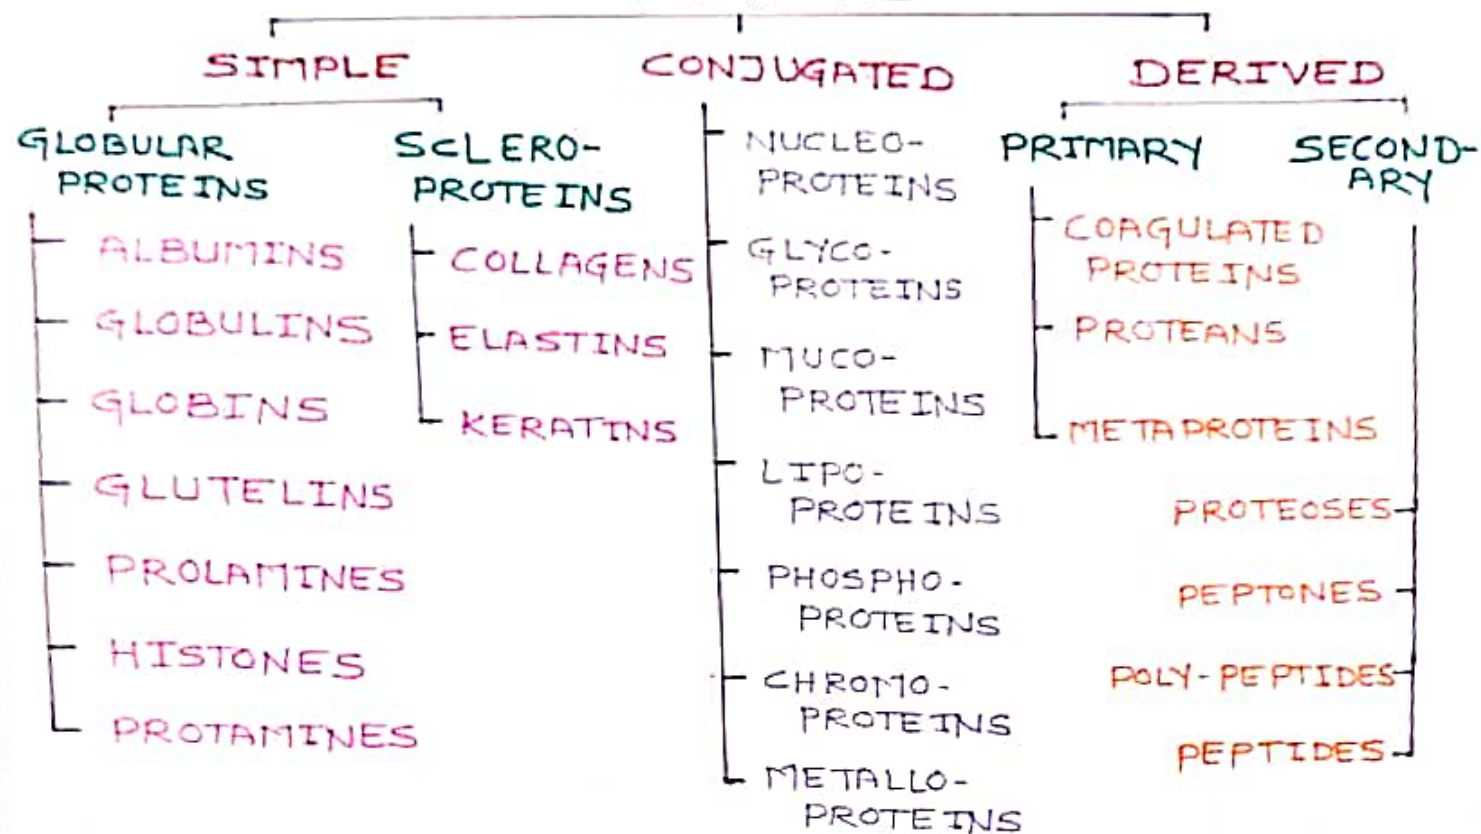 SIMPLE
GLOBULAR
PROTEINS
ALBUMINS
GLOBULINS
GLOBINS
GLUTELINS
PROLAMINES
HISTONES
PROTAMINES
SCLERO-
PROTEINS
COLLAGENS
ELASTINS
KERATINS
CONJUGATED
NUCLEO-
PROTEINS
GLYCO-
PROTEINS
MUCO-
PROTEINS
LIPO-
PROTEINS
PHOSPHO-
PROTEINS
CHROMO-
PROTEINS
METALLO-
PROTEINS
DERIVED
PRIMARY
COAGULATED
PROTEINS
PROTEANS
METAPROTEINS
SECOND-
ARY
PROTEOSES
PEPTONES
POLY-PEPTIDES
PEPTIDES